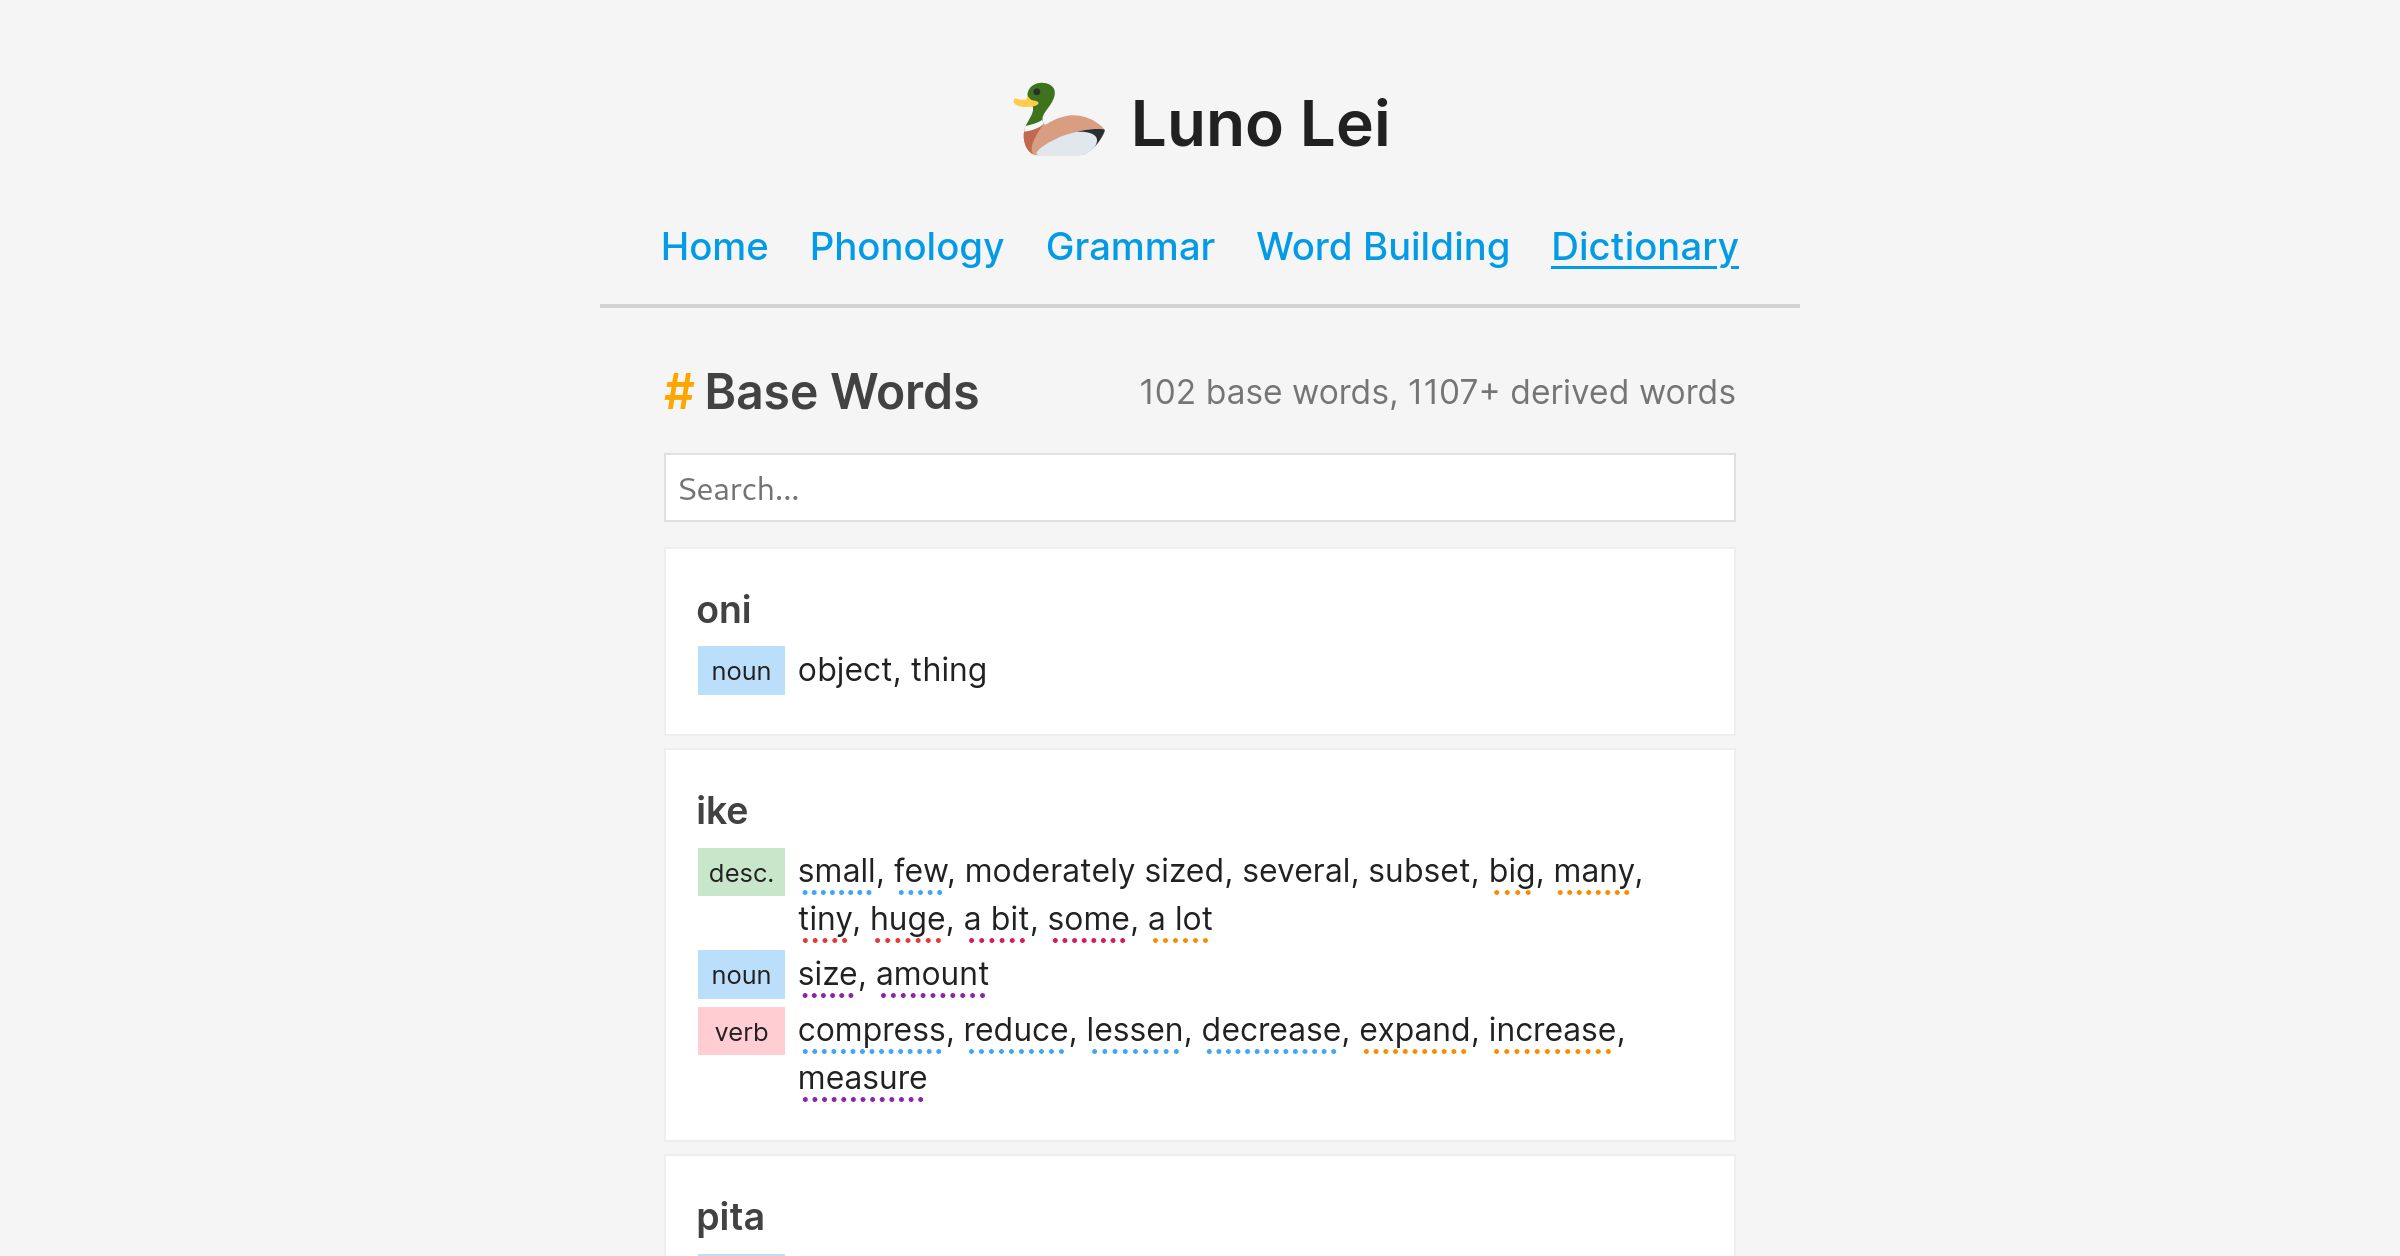 Luno Lei
Home Phonology Grammar Word Building Dictionary
# Base Words 102 base words, 1107+ derived words
Search...
oni
noun object, thing
ike
desc. small, few, moderately sized, several, subset, big, many,
tiny, huge, a bit, some, a lot
noun size, amount
verb compress, reduce, lessen, decrease, expand, increase,
measure
pita